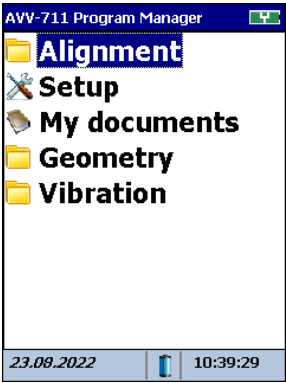 AVV-711 Program Manager
Alignment
Setup
My documents
Geometry
Vibration
23.08.2022 10:39:29